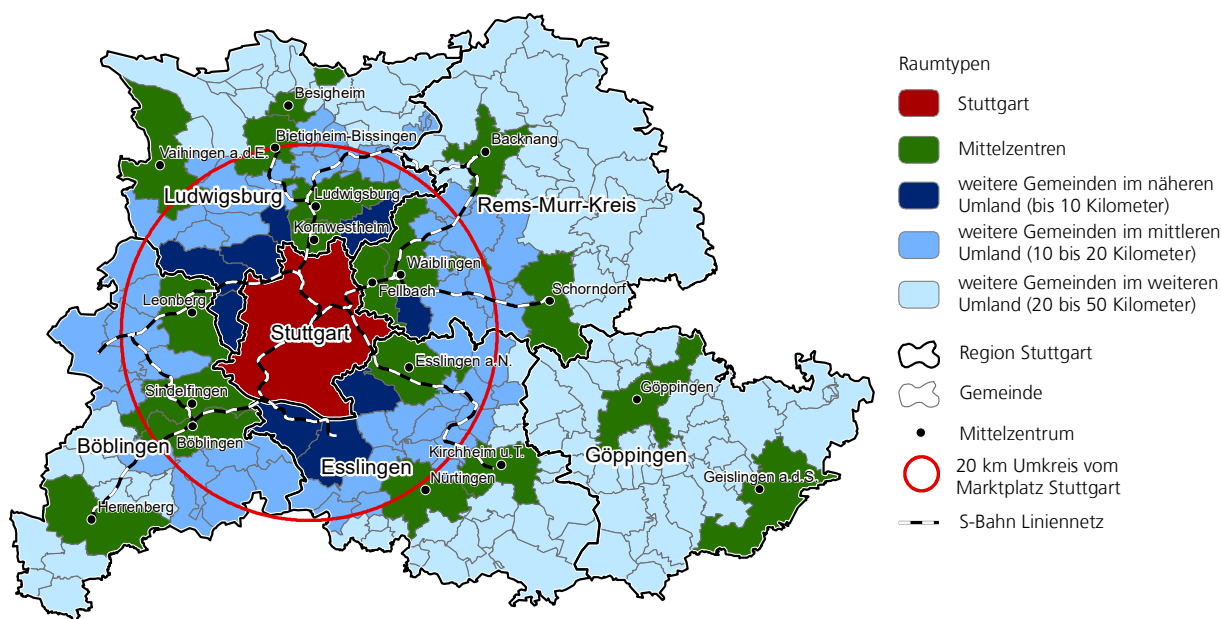 Besigheim
Bietigheim-Bissingen
Backnang
Vaihingen a.d.E.
Ludwigsburg
Ludwigsburg
Rems-Murr-Kreis
Kornwestheim
Waiblingen
Fellbach
Leonberg
Schorndorf
Stuttgart
Esslingen a.N.
Sindelfingen
Göppingen
Böblingen
Böblingen
Esslingen
Kirchheim u.T.
Göppingen
Nürtingen
Geislingen a.d.S.
Herrenberg
Raumtypen
Stuttgart
Mittelzentren
weitere Gemeinden im näheren
Umland (bis 10 Kilometer)
weitere Gemeinden im mittleren
Umland (10 bis 20 Kilometer)
weitere Gemeinden im weiteren
Umland (20 bis 50 Kilometer)
Region Stuttgart
Gemeinde
Mittelzentrum
20 km Umkreis vom
Marktplatz Stuttgart
S-Bahn Liniennetz